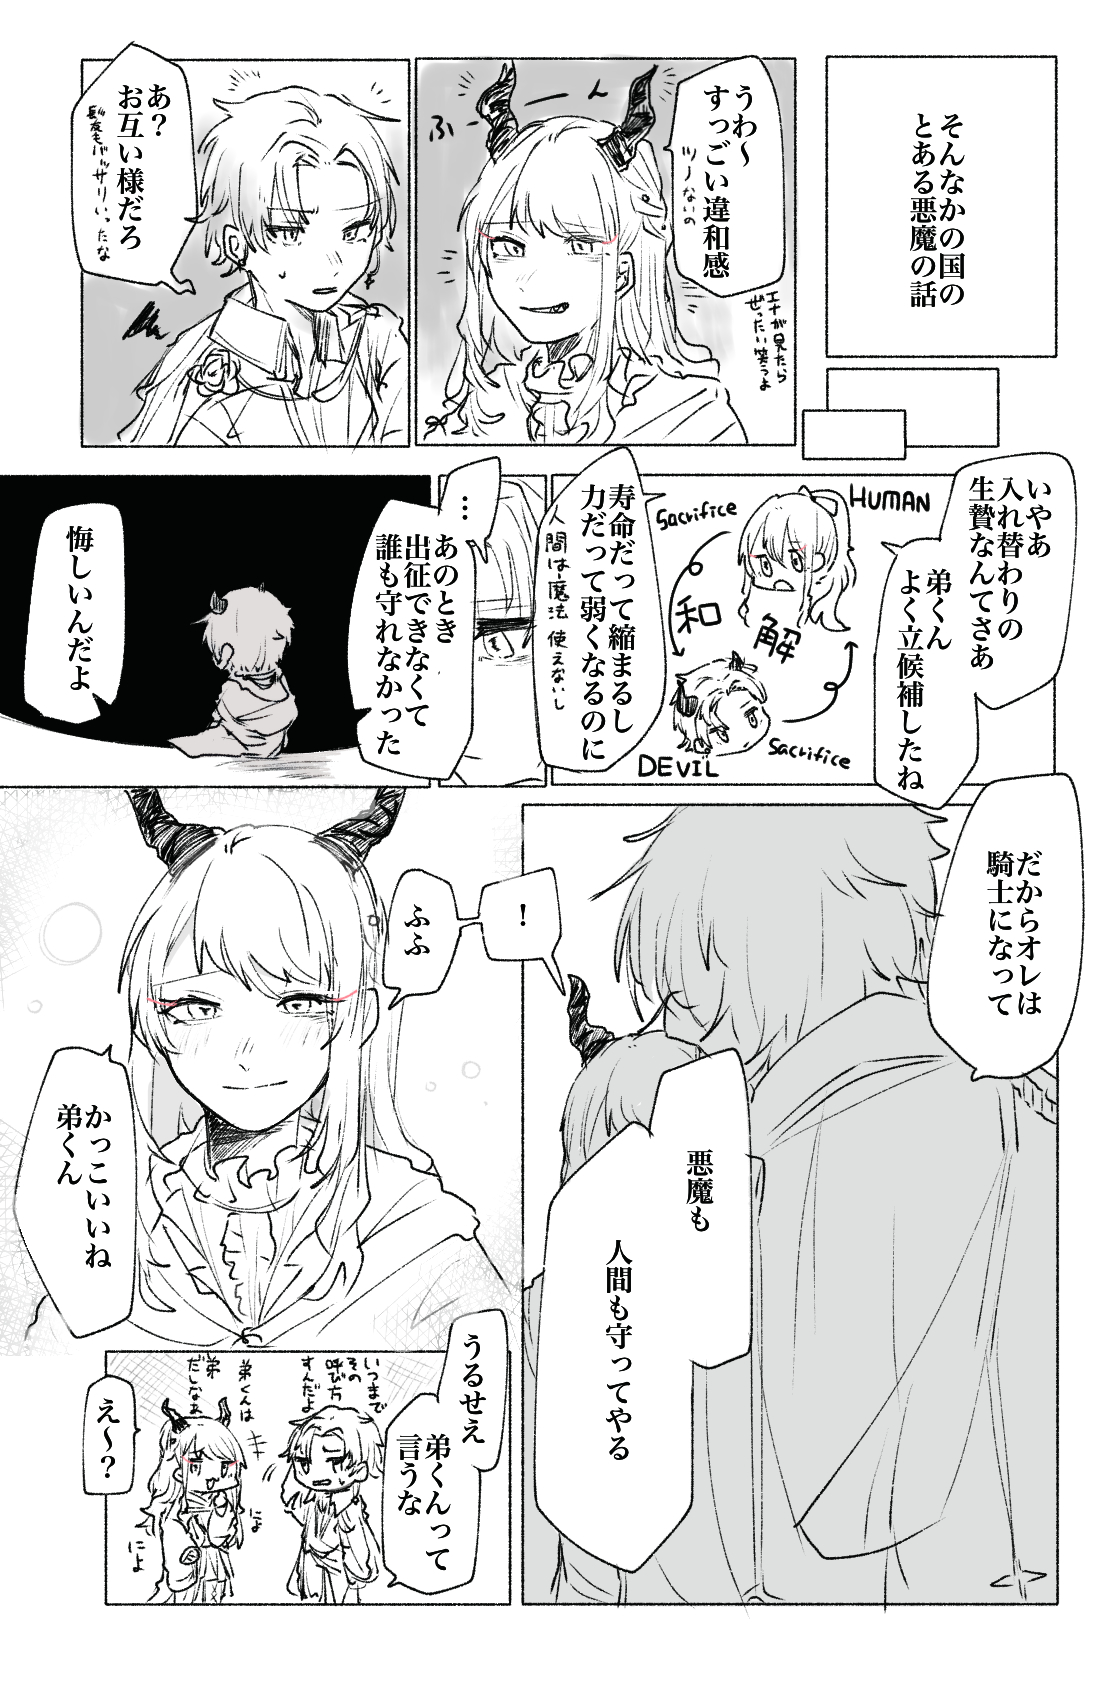 そんなかの国の
とある悪魔の話
うわ〜
すっごい違和感
ツノないの
エナが見たら
ぜったい笑うよ
ふーーん
あ?
お互い様だろ
髪もバッサリいったな
いやあ
入れ替わりの
生贄なんてさあ
弟くん
よく立候補したね
HUMAN
Sacrifice
和解
DEVIL
Sacrifice
寿命だって縮まるし
力だって弱くなるのに
人間は魔法使えないし
…
あのとき
出征できなくて
誰も守れなかった
悔しいんだよ
だからオレは
騎士になって
悪魔も
人間も守ってやる
!
ふふ
かっこいいね
弟くん
うるせえ
弟くんって
言うな
いつまで
その
呼び方
すんだよ
弟くんは
弟
だしなあ
え〜?
によ
によ